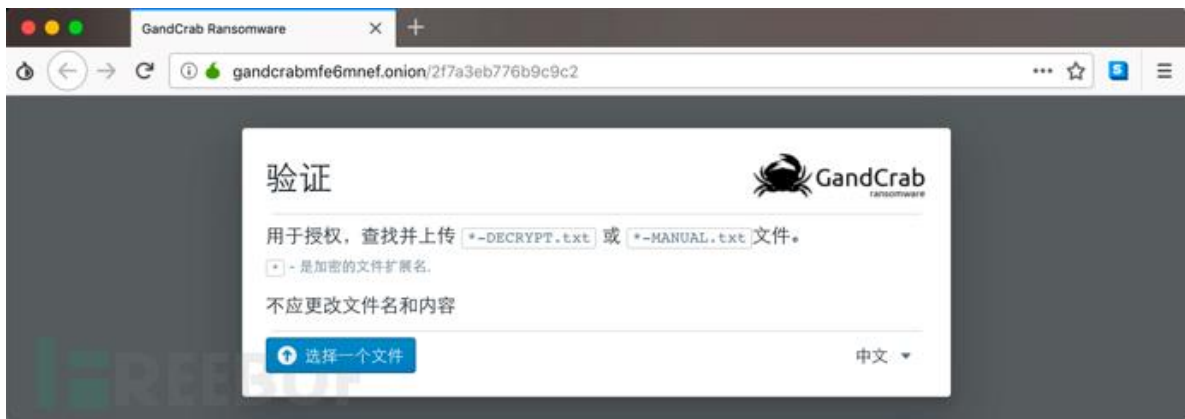 GandCrab Ransomware
gandcrabmfe6mnef.onion/2f7a3eb776b9c9c2
验证
GandCrab
ransomware
用于授权，查找并上传 *-DECRYPT.txt 或 *-MANUAL.txt 文件。
* - 是加密的文件扩展名.
不应更改文件名和内容
选择一个文件
中文
FREEBUF